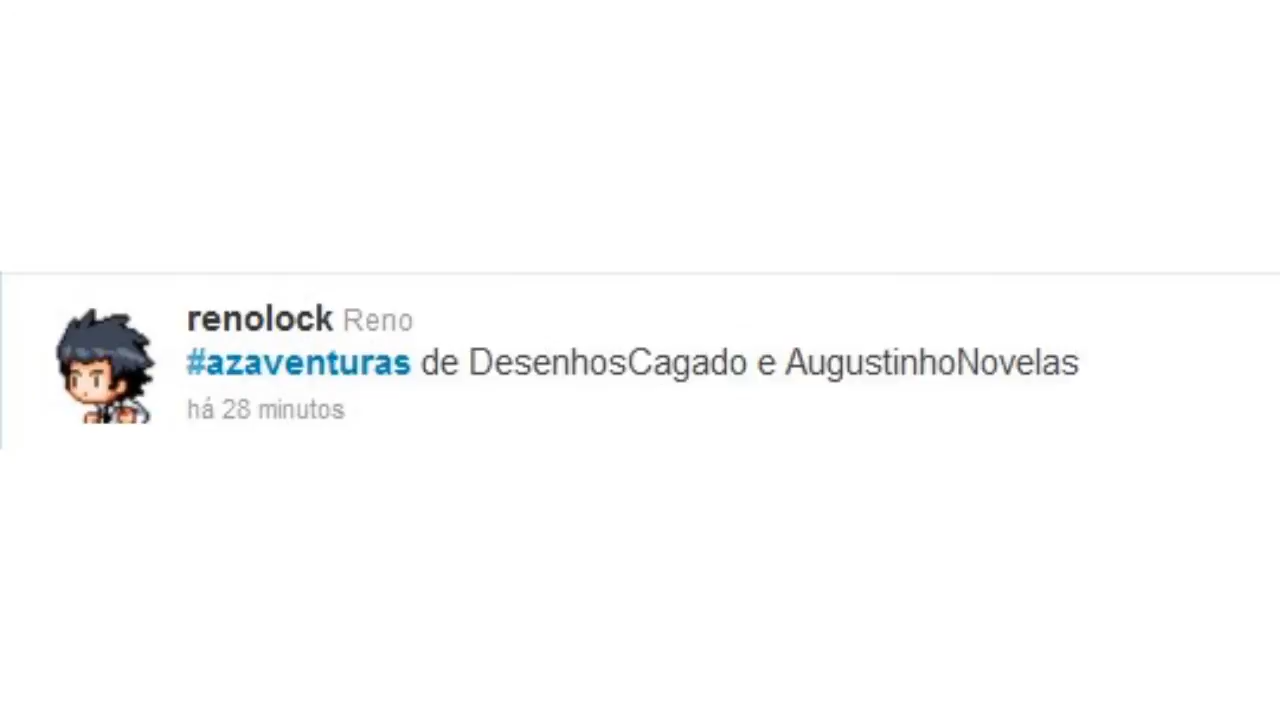 renolock Reno
#azaventuras de DesenhosCagado e AugustinhoNovelas
há 28 minutos